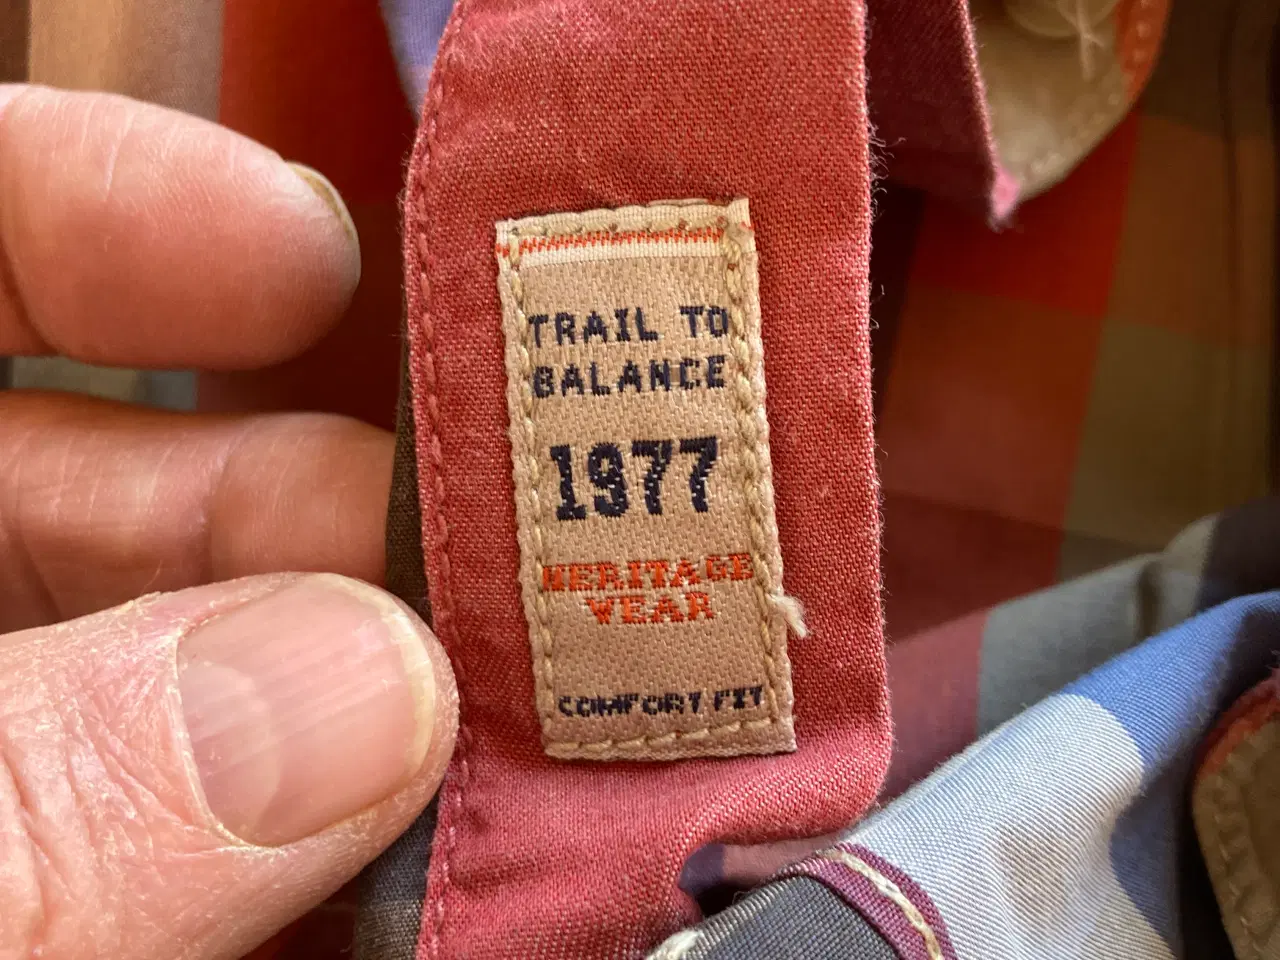 TRAIL TO
BALANCE
1977
HERITAGE
WEAR
COMFORT FIT